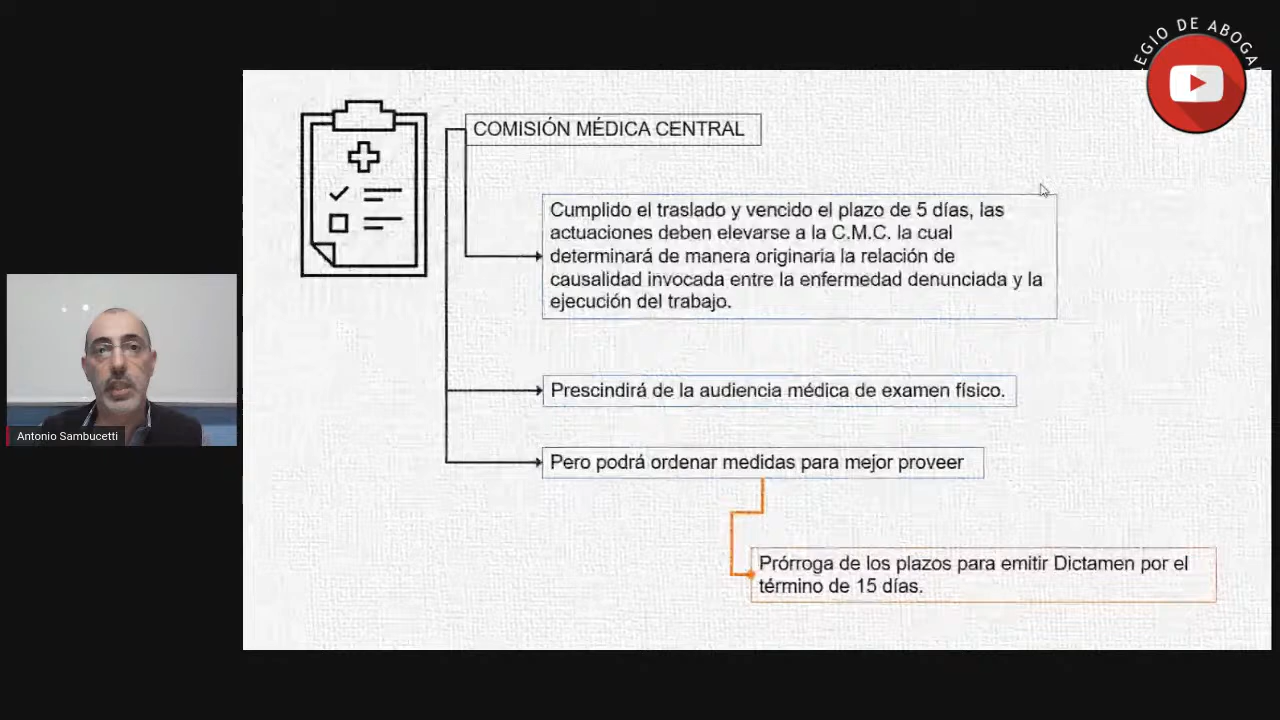 EGIO DE ABOGA
COMISIÓN MÉDICA CENTRAL
Cumplido el traslado y vencido el plazo de 5 días, las
actuaciones deben elevarse a la C.M.C. la cual
determinará de manera originaria la relación de
causalidad invocada entre la enfermedad denunciada y la
ejecución del trabajo.
Prescindirá de la audiencia médica de examen físico.
Antonio Sambucetti
Pero podrá ordenar medidas para mejor proveer
Prórroga de los plazos para emitir Dictamen por el
término de 15 días.